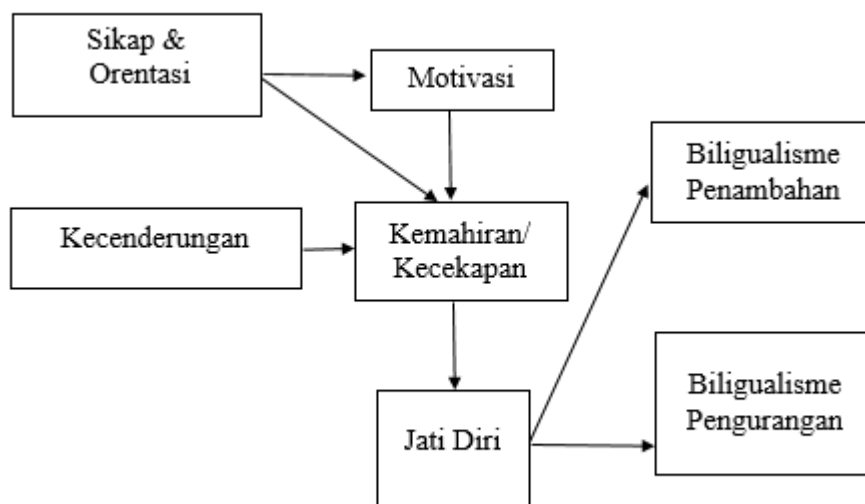 Sikap &
Orentasi
Motivasi
Biligualisme
Penambahan
Kecenderungan
Kemahiran/
Kecekapan
Jati Diri
Biligualisme
Pengurangan